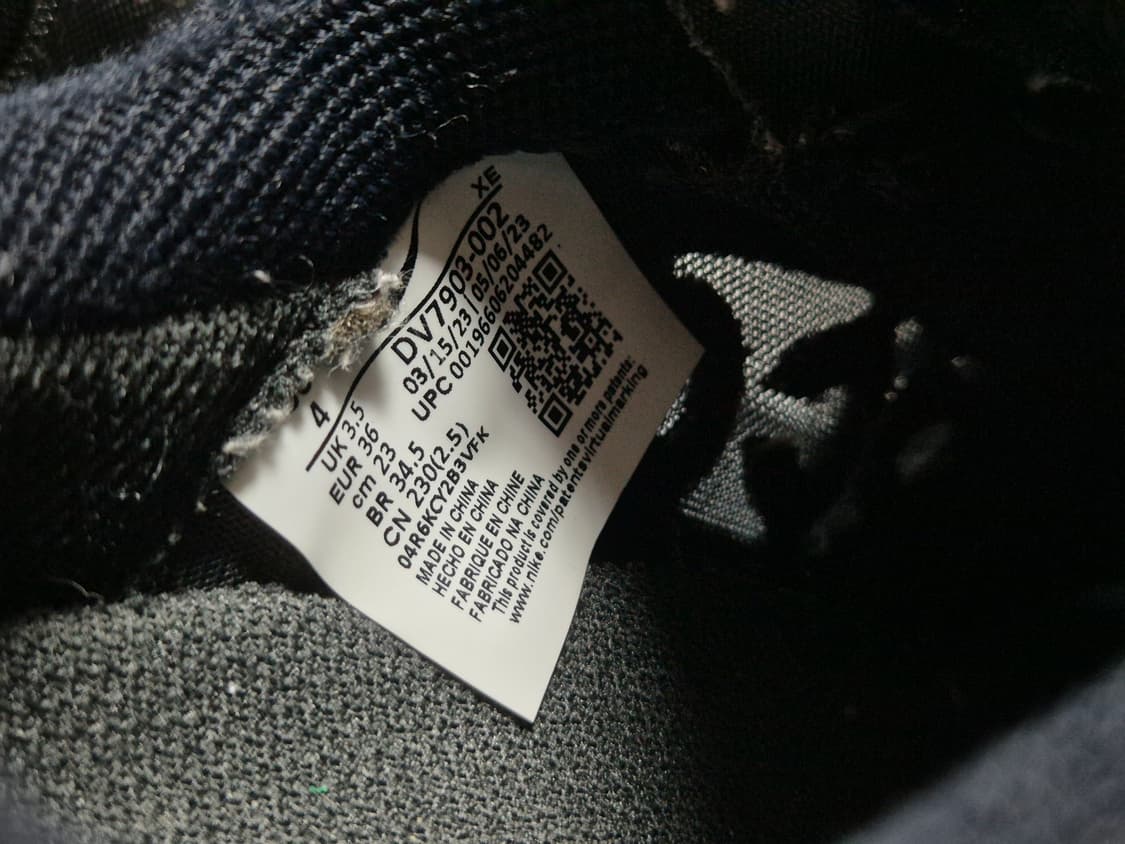 XE
DV7903-002
03/15/23 05/06/23
UPC 00196606204482
4
UK 3.5
EUR 36
cm 23
BR 34.5
CN 230(2.5)
04R6KCY2B3VFK
MADE IN CHINA
HECHO EN CHINA
FABRIQUE EN CHINE
FABRICADO NA CHINA
This product is covered by one or more patents:
www.nike.com/patentsvirtualmarking